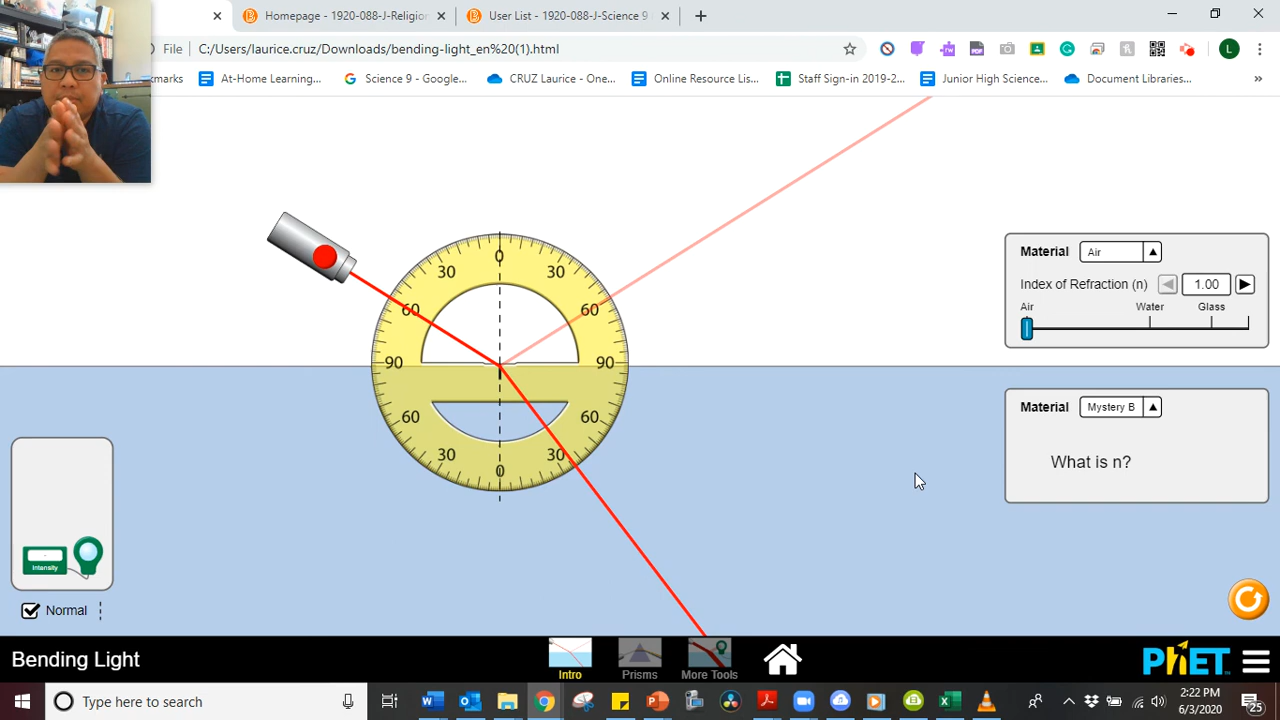 Homepage - 1920-088-J-Religion
User List - 1920-088-J-Science 9
File
C:/Users/laurice.cruz/Downloads/bending-light_en%20(1).html
L
At-Home Learning...
Science 9 - Google...
CRUZ Laurice - One...
Online Resource Lis...
Staff Sign-in 2019-2...
Junior High Science...
Document Libraries...
»
Material Air
Index of Refraction (n) 1.00
Air Water Glass
0
30 30
60 60
90 90
60 60
30 30
0
Material Mystery B
What is n?
Intensity
Normal
Bending Light
Intro
Prisms
More Tools
PhET
Type here to search
2:22 PM
6/3/2020
25